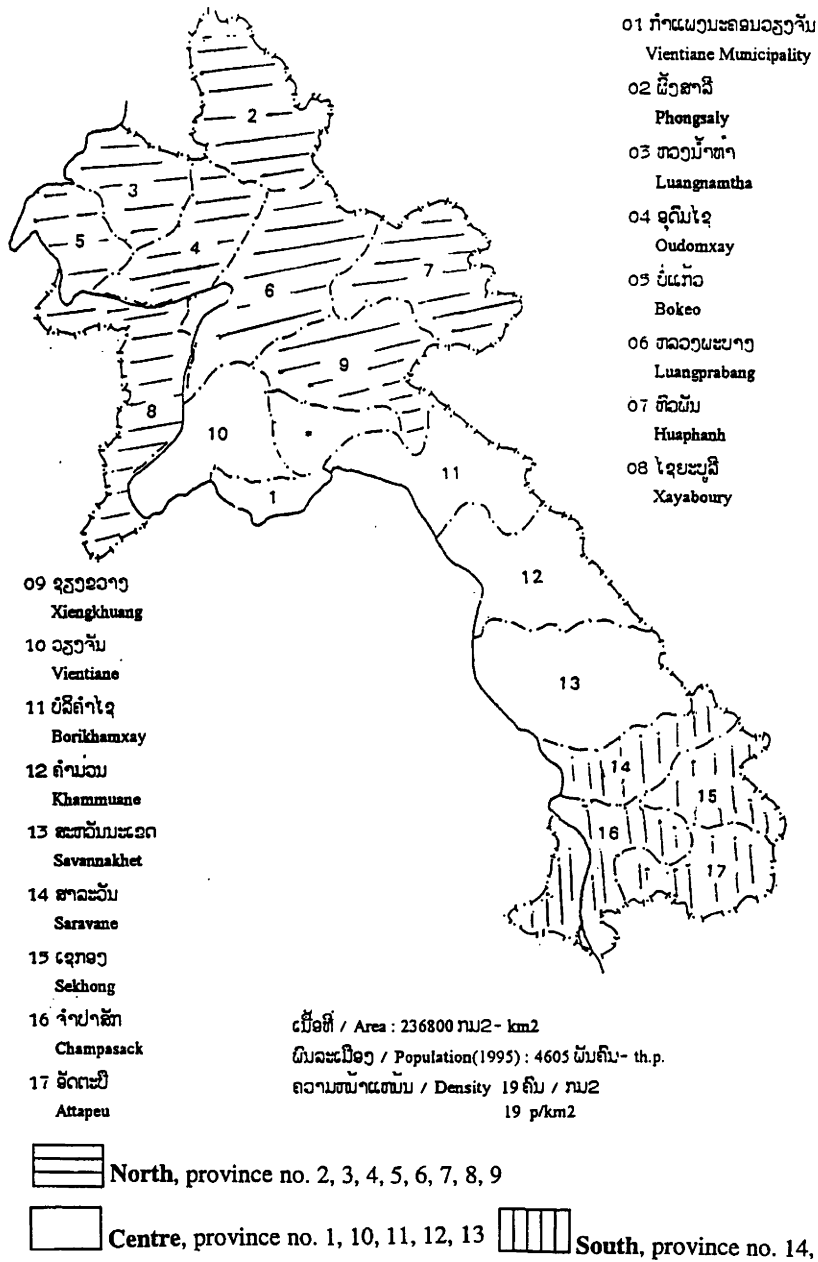 01 ກຳແພງນະຄອນວຽງຈັນ
Vientiane Municipality
02 ຜົ້ງສາລີ
Phongsaly
03 ຫວງນ້ຳທາ
Luangnamtha
04 ອຸດົມໄຊ
Oudomxay
05 ບໍ່ແກ້ວ
Bokeo
06 ຫລວງພະບາງ
Luangprabang
07 ຫົວພັນ
Huaphanh
08 ໄຊຍະບູລີ
Xayaboury
2
3
5
4
6
7
9
8
10
*
11
1
12
13
14
15
16
17
09 ຊຽງຂວາງ
Xiengkhuang
10 ວຽງຈັນ
Vientiane
11 ບໍລິຄຳໄຊ
Borikhamxay
12 ຄຳມ່ວນ
Khammuane
13 ສະຫວັນນະເຂດ
Savannakhet
14 ສາລະວັນ
Saravane
15 ເຊກອງ
Sekhong
16 ຈຳປາສັກ
Champasack
17 ອັດຕະປື
Attapeu
ເນື້ອທີ່ / Area : 236800 ກມ2- km2
ພົນລະເມືອງ / Population(1995) : 4605 ພັນຄົນ- th.p.
ຄວາມໜ້າແໜ້ນ / Density 19 ຄົນ / ກມ2
19 p/km2
North, province no. 2, 3, 4, 5, 6, 7, 8, 9
Centre, province no. 1, 10, 11, 12, 13 South, province no. 14,